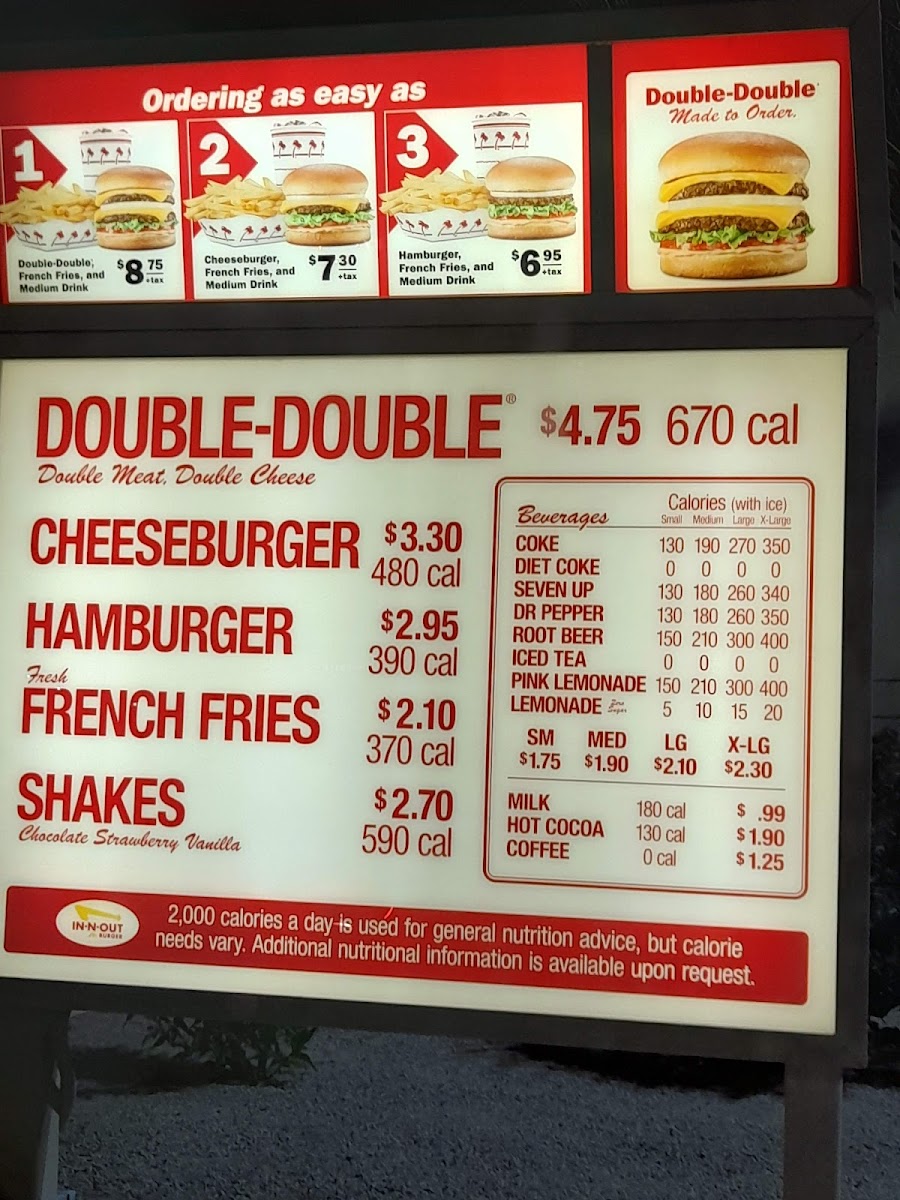 Ordering as easy as
1
Double-Double,
French Fries, and
Medium Drink
$8 75
+tax
2
Cheeseburger,
French Fries, and
Medium Drink
$7 30
+tax
3
Hamburger,
French Fries, and
Medium Drink
$6 95
+tax
Double-Double
Made to Order.
DOUBLE-DOUBLE® $4.75 670 cal
Double Meat, Double Cheese
CHEESEBURGER $3.30
480 cal
HAMBURGER $2.95
390 cal
Fresh
FRENCH FRIES $2.10
370 cal
SHAKES $2.70
Chocolate Strawberry Vanilla 590 cal
Calories (with ice)
Beverages Small Medium Large X-Large
COKE 130 190 270 350
DIET COKE 0 0 0 0
SEVEN UP 130 180 260 340
DR PEPPER 130 180 260 350
ROOT BEER 150 210 300 400
ICED TEA 0 0 0 0
PINK LEMONADE 150 210 300 400
LEMONADE Zero Sugar 5 10 15 20
SM MED LG X-LG
$1.75 $1.90 $2.10 $2.30
MILK 180 cal $ .99
HOT COCOA 130 cal $1.90
COFFEE 0 cal $1.25
IN-N-OUT
BURGER
2,000 calories a day is used for general nutrition advice, but calorie
needs vary. Additional nutritional information is available upon request.